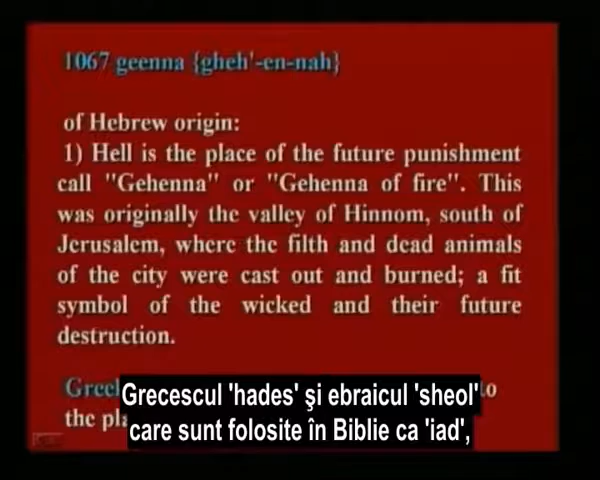 1067 geenna {gheh'-en-nah}
of Hebrew origin:
1) Hell is the place of the future punishment
call "Gehenna" or "Gehenna of fire". This
was originally the valley of Hinnom, south of
Jerusalem, where the filth and dead animals
of the city were cast out and burned; a fit
symbol of the wicked and their future
destruction.
Grecescul 'hades' şi ebraicul 'sheol'
the
care sunt folosite în Biblie ca 'iad',